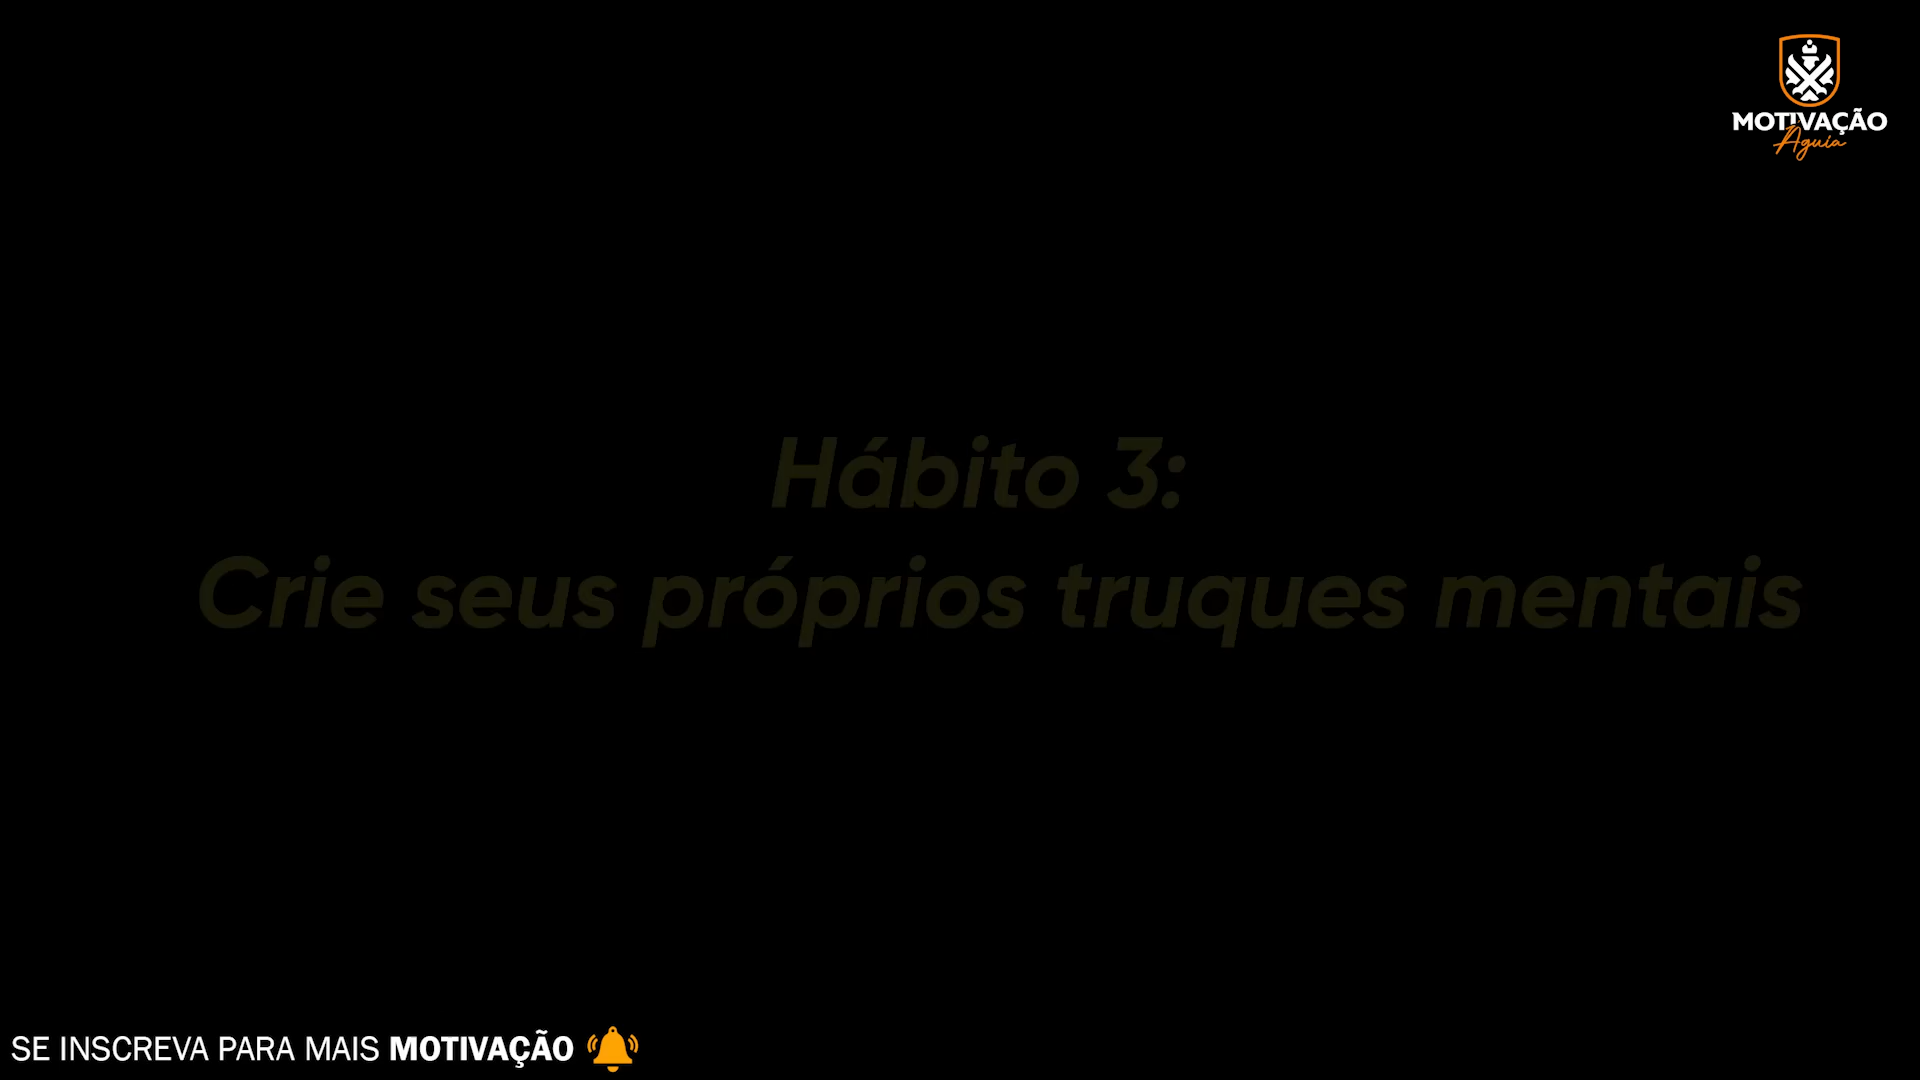 MOTIVAÇÃO
Águia
Hábito 3:
Crie seus próprios truques mentais
SE INSCREVA PARA MAIS MOTIVAÇÃO